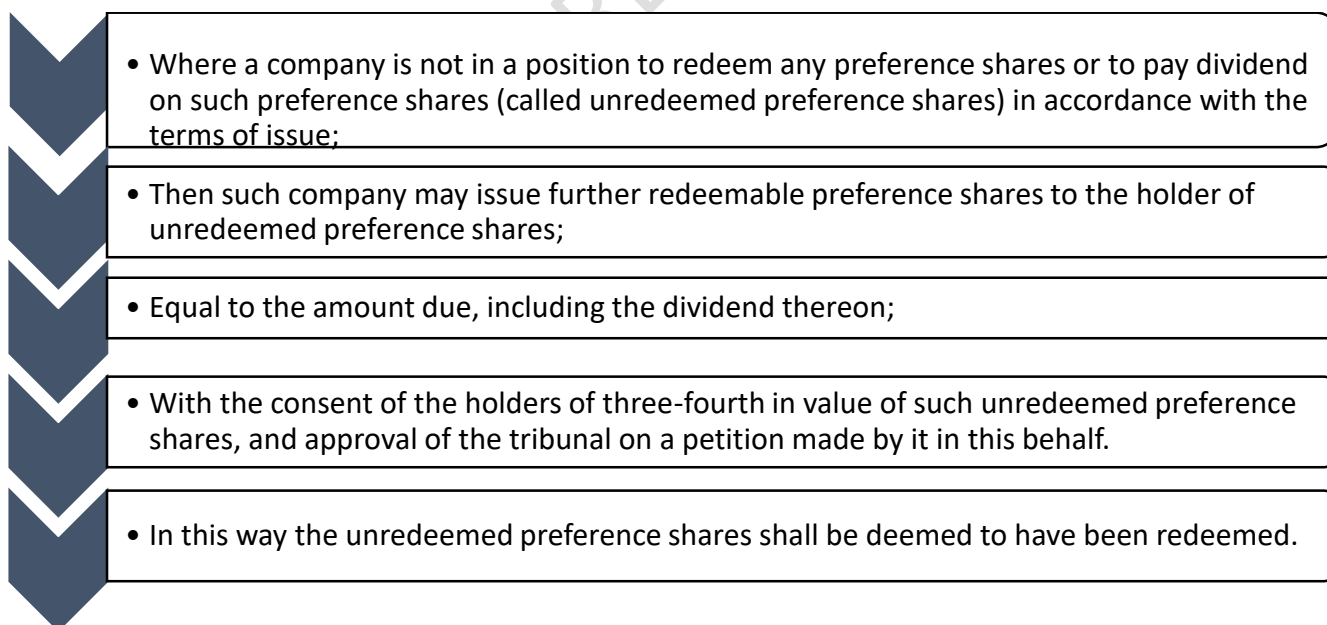 • Where a company is not in a position to redeem any preference shares or to pay dividend
on such preference shares (called unredeemed preference shares) in accordance with the
terms of issue;
• Then such company may issue further redeemable preference shares to the holder of
unredeemed preference shares;
• Equal to the amount due, including the dividend thereon;
• With the consent of the holders of three-fourth in value of such unredeemed preference
shares, and approval of the tribunal on a petition made by it in this behalf.
• In this way the unredeemed preference shares shall be deemed to have been redeemed.